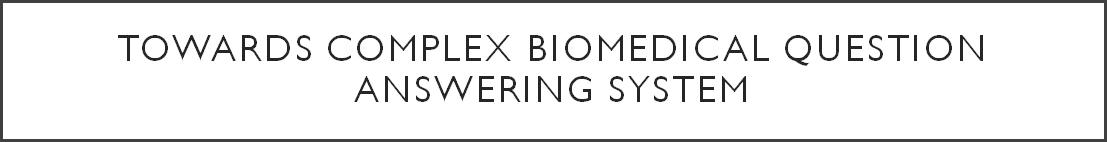 TOWARDS COMPLEX BIOMEDICAL QUESTION
ANSWERING SYSTEM